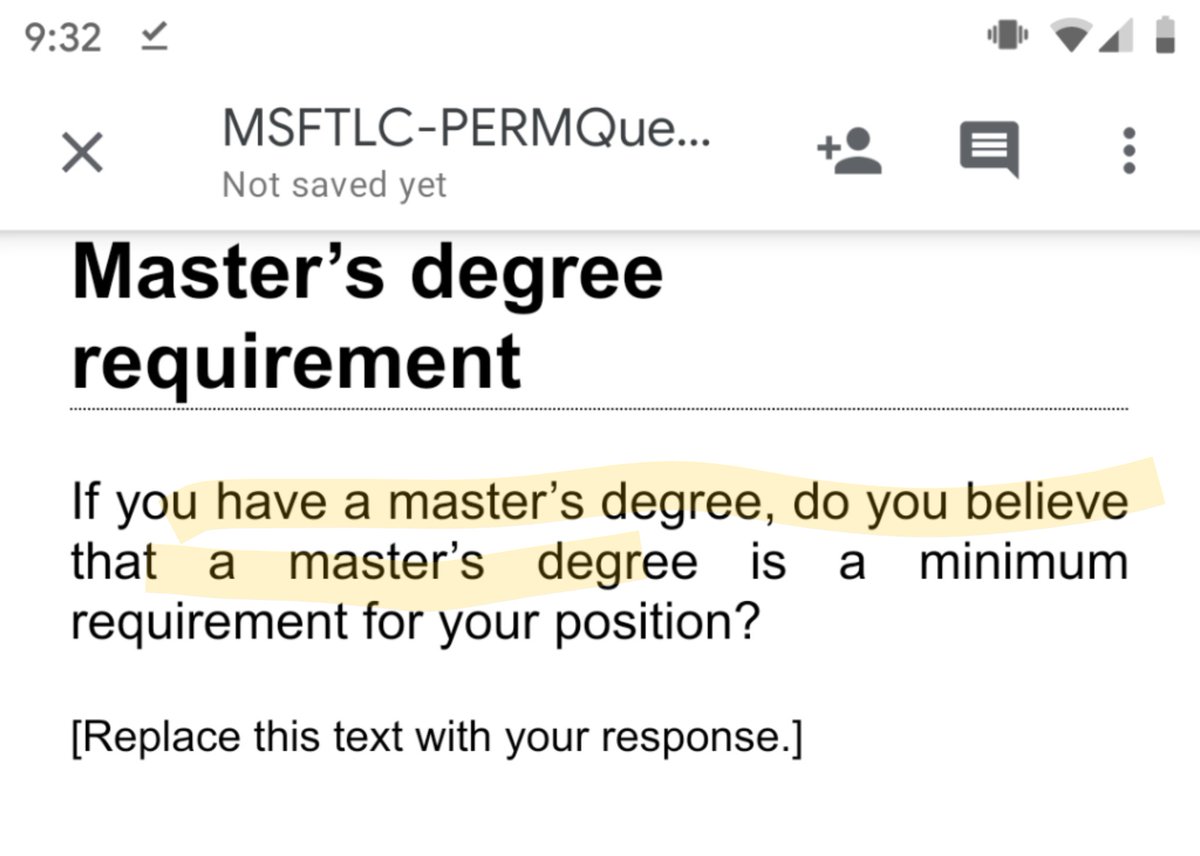 9:32
MSFTLC-PERMQue...
Not saved yet
Master’s degree
requirement
If you have a master’s degree, do you believe
that a master’s degree is a minimum
requirement for your position?
[Replace this text with your response.]